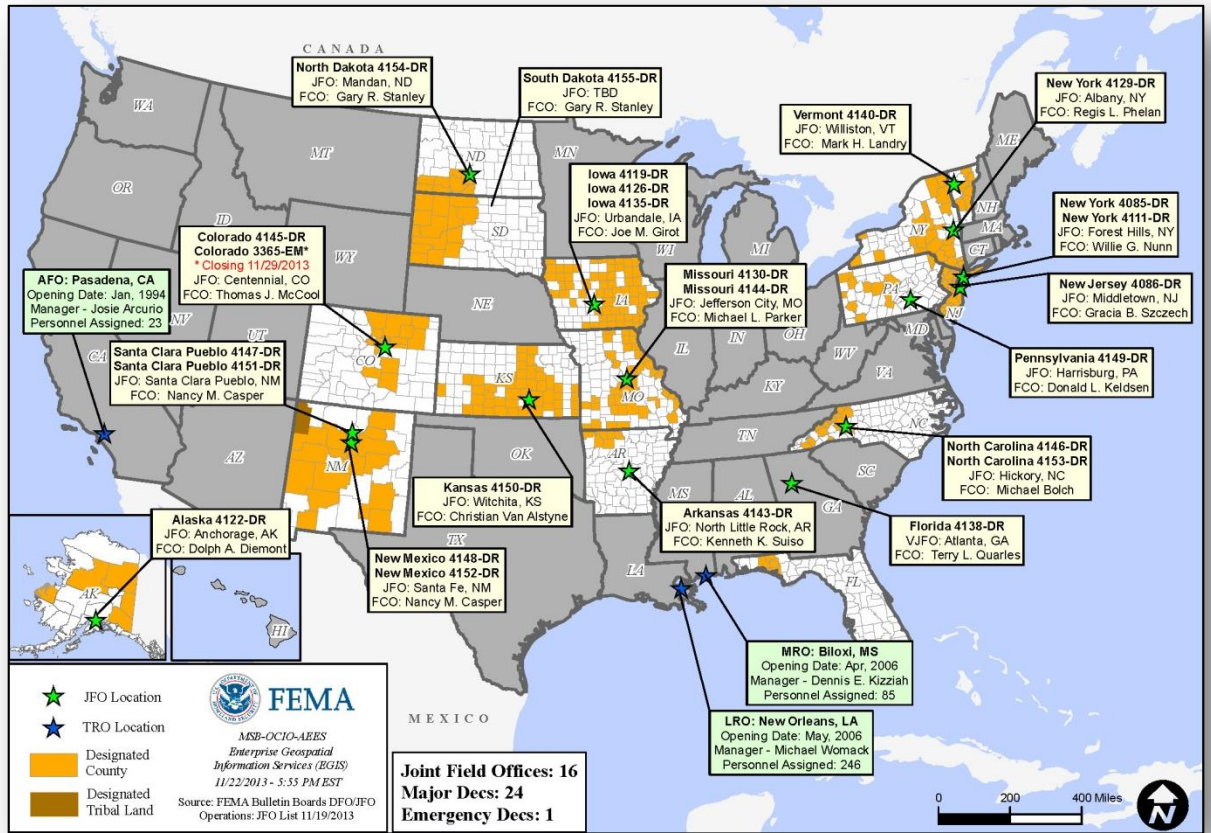 CANADA
North Dakota 4154-DR
JFO: Mandan, ND
FCO: Gary R. Stanley
South Dakota 4155-DR
JFO: TBD
FCO: Gary R. Stanley
New York 4129-DR
JFO: Albany, NY
FCO: Regis L. Phelan
Vermont 4140-DR
JFO: Williston, VT
FCO: Mark H. Landry
Iowa 4119-DR
Iowa 4126-DR
Iowa 4135-DR
JFO: Urbandale, IA
FCO: Joe M. Girot
New York 4085-DR
New York 4111-DR
JFO: Forest Hills, NY
FCO: Willie G. Nunn
Colorado 4145-DR
Colorado 3365-EM*
* Closing 11/29/2013
JFO: Centennial, CO
FCO: Thomas J. McCool
Missouri 4130-DR
Missouri 4144-DR
JFO: Jefferson City, MO
FCO: Michael L. Parker
New Jersey 4086-DR
JFO: Middletown, NJ
FCO: Gracia B. Szczech
AFO: Pasadena, CA
Opening Date: Jan, 1994
Manager - Josie Arcurio
Personnel Assigned: 23
Santa Clara Pueblo 4147-DR
Santa Clara Pueblo 4151-DR
JFO: Santa Clara Pueblo, NM
FCO: Nancy M. Casper
Pennsylvania 4149-DR
JFO: Harrisburg, PA
FCO: Donald L. Keldsen
North Carolina 4146-DR
North Carolina 4153-DR
JFO: Hickory, NC
FCO: Michael Bolch
Kansas 4150-DR
JFO: Witchita, KS
FCO: Christian Van Alstyne
Arkansas 4143-DR
JFO: North Little Rock, AR
FCO: Kenneth K. Suiso
Florida 4138-DR
VJFO: Atlanta, GA
FCO: Terry L. Quarles
Alaska 4122-DR
JFO: Anchorage, AK
FCO: Dolph A. Diemont
New Mexico 4148-DR
New Mexico 4152-DR
JFO: Santa Fe, NM
FCO: Nancy M. Casper
MRO: Biloxi, MS
Opening Date: Apr, 2006
Manager - Dennis E. Kizziah
Personnel Assigned: 85
LRO: New Orleans, LA
Opening Date: May, 2006
Manager - Michael Womack
Personnel Assigned: 246
WA
MT
ND
MN
ME
OR
ID
WY
SD
WI
MI
NY
NH
MA
CT
NV
UT
CO
NE
IA
IL
IN
OH
PA
NJ
MD
WV
VA
CA
AZ
NM
KS
OK
TX
MO
AR
LA
KY
TN
NC
SC
MS
AL
GA
FL
AK
HI
MEXICO
JFO Location
TRO Location
Designated
County
Designated
Tribal Land
U.S. DEPARTMENT OF HOMELAND SECURITY
FEMA
MSB-OCIO-AEES
Enterprise Geospatial
Information Services (EGIS)
11/22/2013 - 5:55 PM EST
Source: FEMA Bulletin Boards DFO/JFO
Operations: JFO List 11/19/2013
Joint Field Offices: 16
Major Decs: 24
Emergency Decs: 1
0 200 400 Miles
N